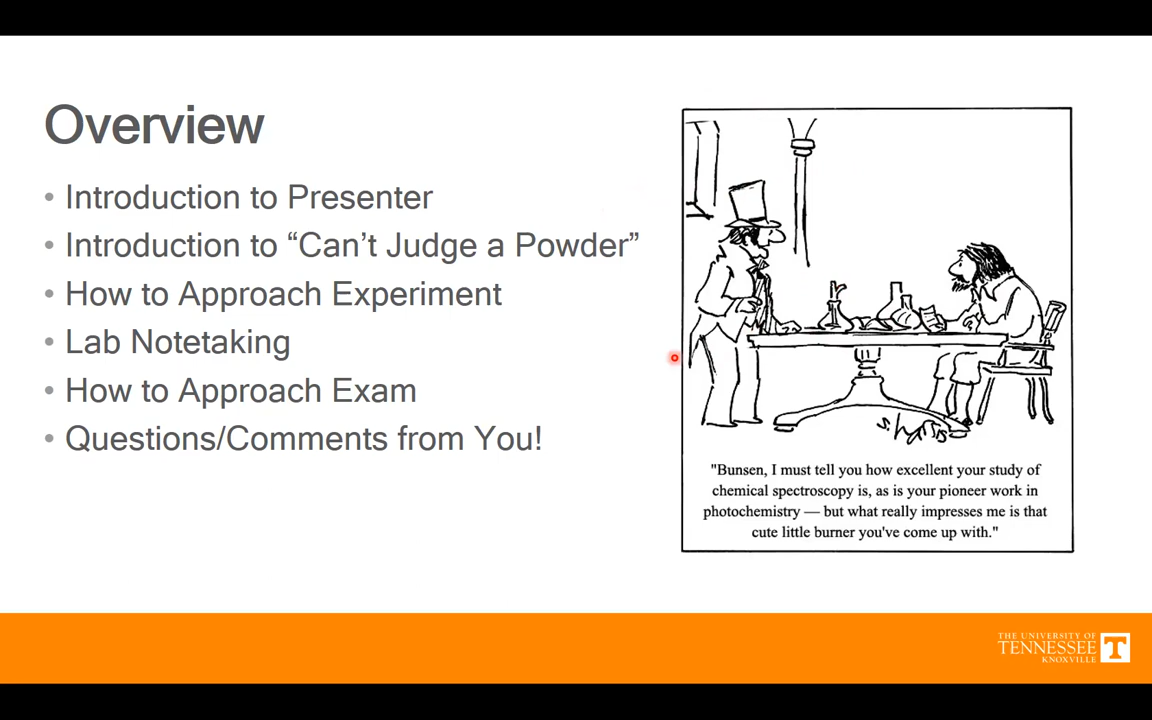 Overview
• Introduction to Presenter
• Introduction to “Can’t Judge a Powder”
• How to Approach Experiment
• Lab Notetaking
• How to Approach Exam
• Questions/Comments from You!
S. Harris
"Bunsen, I must tell you how excellent your study of
chemical spectroscopy is, as is your pioneer work in
photochemistry — but what really impresses me is that
cute little burner you've come up with."
THE UNIVERSITY OF
TENNESSEE
KNOXVILLE
T